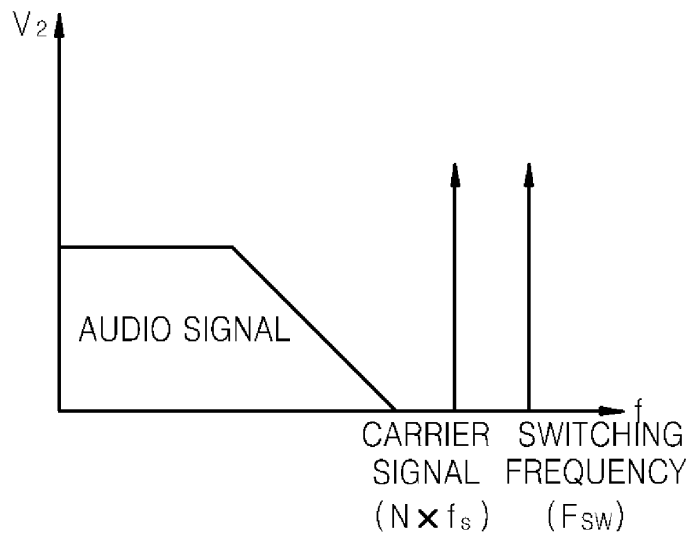 V2
AUDIO SIGNAL
f
CARRIER SIGNAL (N × fs)
SWITCHING FREQUENCY (FSW)